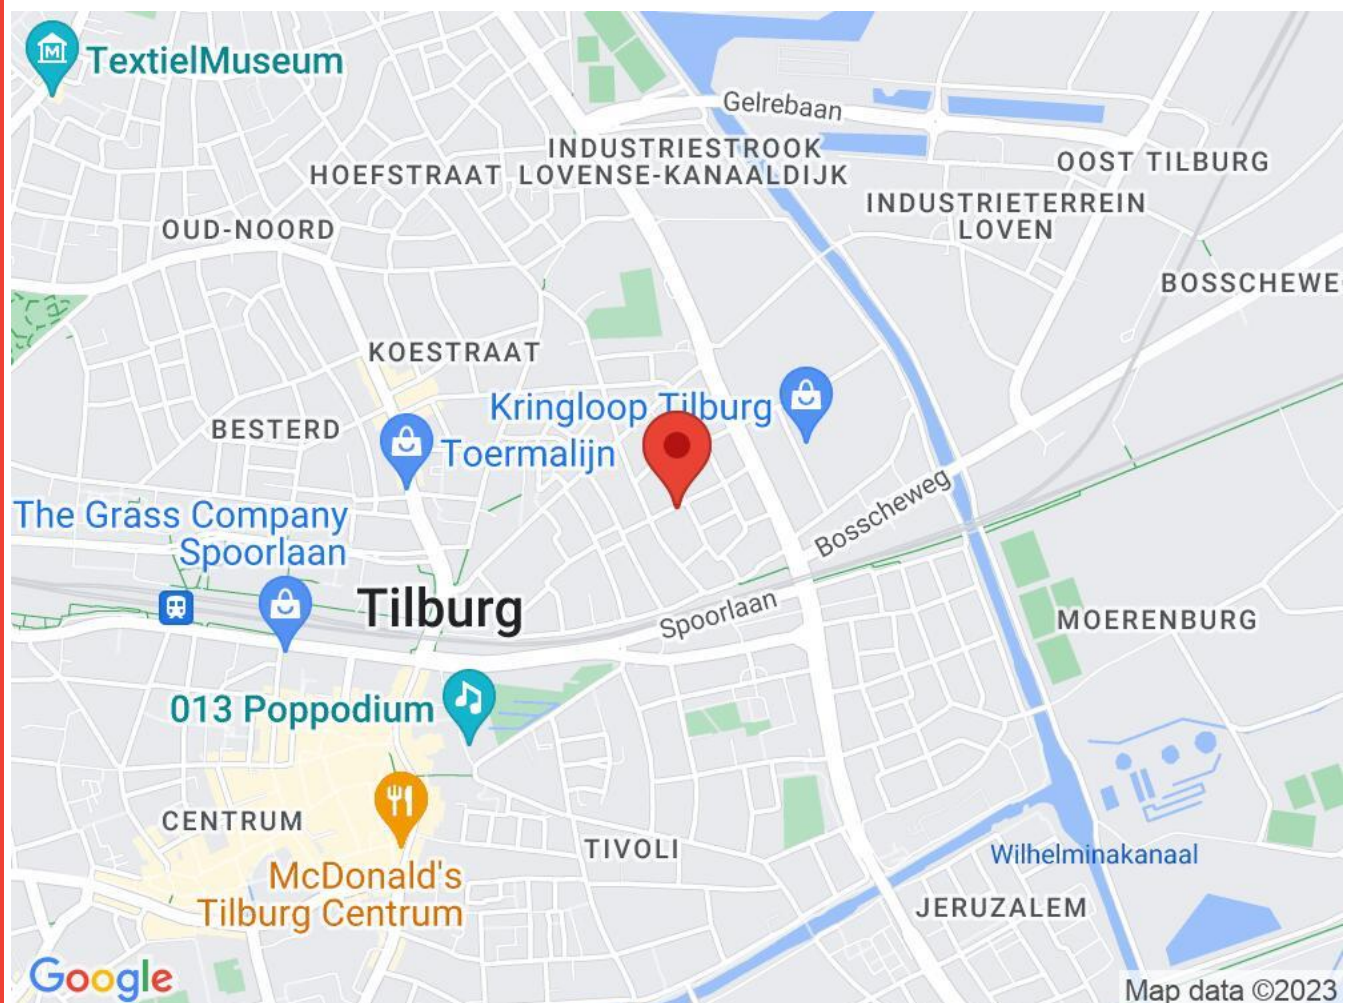 TextielMuseum
Gelrebaan
INDUSTRIESTROOK
LOVENSE-KANAALDIJK
HOEFSTRAAT
OOST TILBURG
INDUSTRIETERREIN
LOVEN
OUD-NOORD
BOSSCHEWE
KOESTRAAT
Kringloop Tilburg
BESTERD
Toermalijn
The Grass Company
Spoorlaan
Bosscheweg
Tilburg
Spoorlaan
MOERENBURG
013 Poppodium
CENTRUM
TIVOLI
Wilhelminakanaal
McDonald's
Tilburg Centrum
JERUZALEM
Google
Map data ©2023